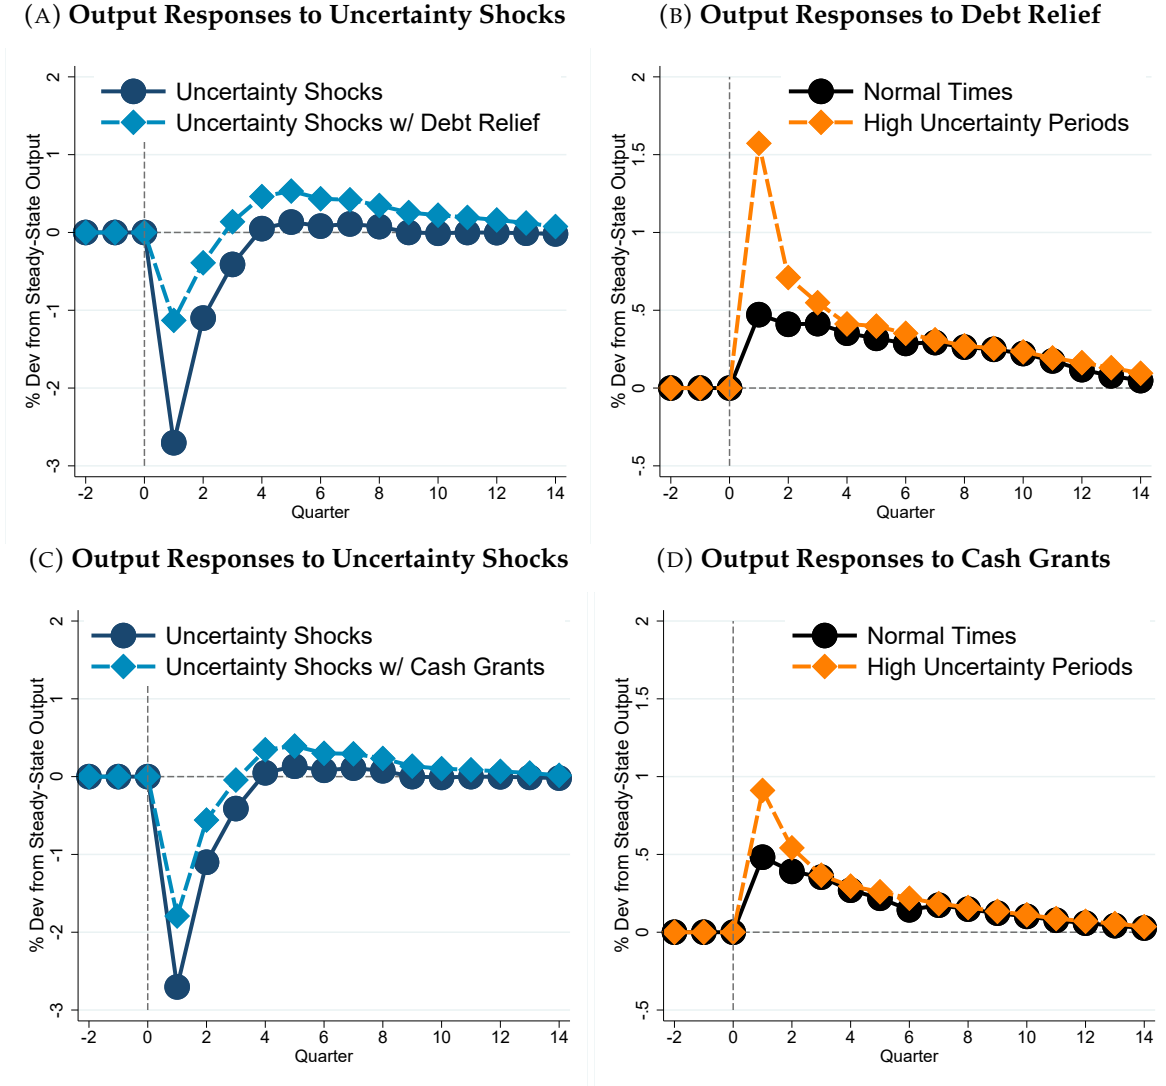 (A) Output Responses to Uncertainty Shocks
2
1
0
-1
-2
-3
% Dev from Steady-State Output
Uncertainty Shocks
Uncertainty Shocks w/ Debt Relief
-2 0 2 4 6 8 10 12 14
Quarter
(B) Output Responses to Debt Relief
2
1.5
1
.5
0
-.5
% Dev from Steady-State Output
Normal Times
High Uncertainty Periods
-2 0 2 4 6 8 10 12 14
Quarter
(C) Output Responses to Uncertainty Shocks
2
1
0
-1
-2
-3
% Dev from Steady-State Output
Uncertainty Shocks
Uncertainty Shocks w/ Cash Grants
-2 0 2 4 6 8 10 12 14
Quarter
(D) Output Responses to Cash Grants
2
1.5
1
.5
0
-.5
% Dev from Steady-State Output
Normal Times
High Uncertainty Periods
-2 0 2 4 6 8 10 12 14
Quarter